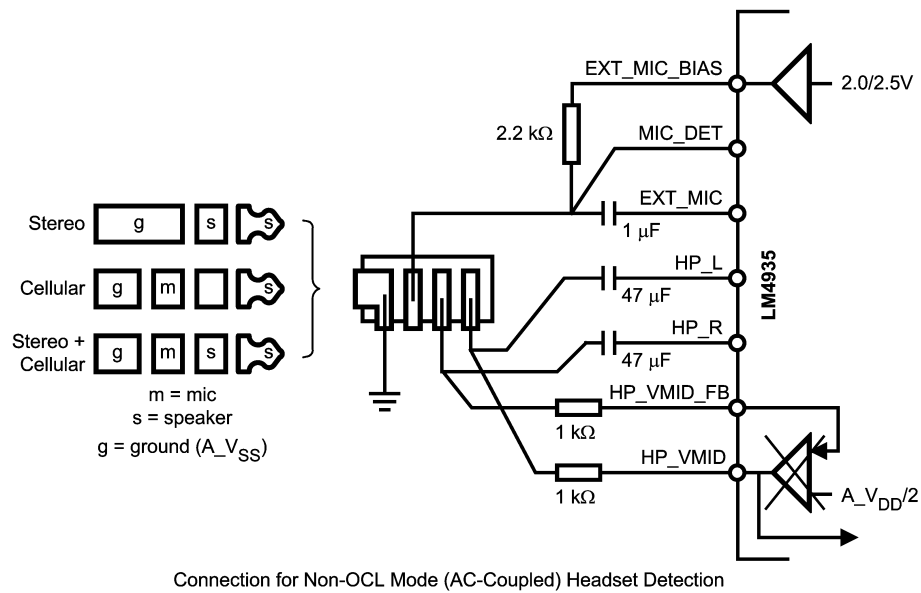 EXT_MIC_BIAS
2.0/2.5V
2.2 kΩ
MIC_DET
EXT_MIC
1 μF
Stereo g s s
Cellular g m s
Stereo +
Cellular g m s s
m = mic
s = speaker
g = ground (A_VSS)
HP_L
47 μF
HP_R
47 μF
HP_VMID_FB
1 kΩ
HP_VMID
1 kΩ
LM4935
A_VDD/2
Connection for Non-OCL Mode (AC-Coupled) Headset Detection